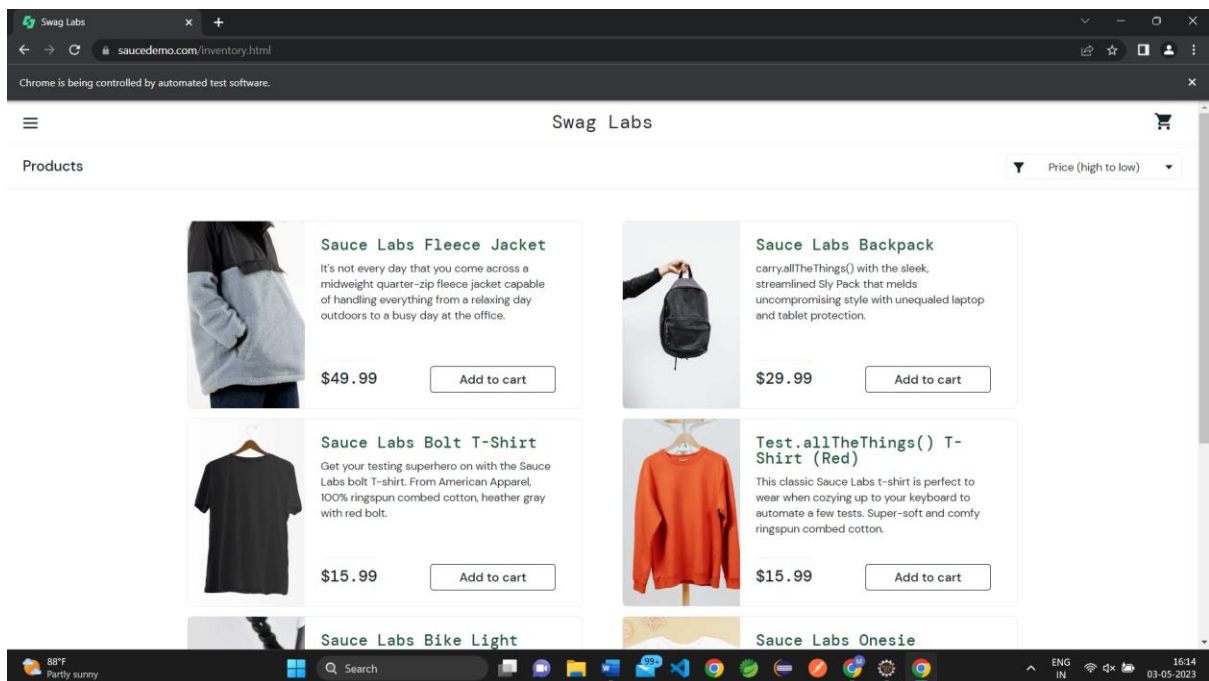 Swag Labs
saucedemo.com/inventory.html
Chrome is being controlled by automated test software.
Swag Labs
Products
Price (high to low)
Sauce Labs Fleece Jacket
It's not every day that you come across a
midweight quarter-zip fleece jacket capable
of handling everything from a relaxing day
outdoors to a busy day at the office.
$49.99
Add to cart
Sauce Labs Backpack
carry.allTheThings() with the sleek,
streamlined Sly Pack that melds
uncompromising style with unequaled laptop
and tablet protection.
$29.99
Add to cart
Sauce Labs Bolt T-Shirt
Get your testing superhero on with the Sauce
Labs bolt T-shirt. From American Apparel,
100% ringspun combed cotton, heather gray
with red bolt.
$15.99
Add to cart
Test.allTheThings() T-
Shirt (Red)
This classic Sauce Labs t-shirt is perfect to
wear when cozying up to your keyboard to
automate a few tests. Super-soft and comfy
ringspun combed cotton.
$15.99
Add to cart
Sauce Labs Bike Light
Sauce Labs Onesie
88°F
Partly sunny
Search
99+
ENG
IN
16:14
03-05-2023